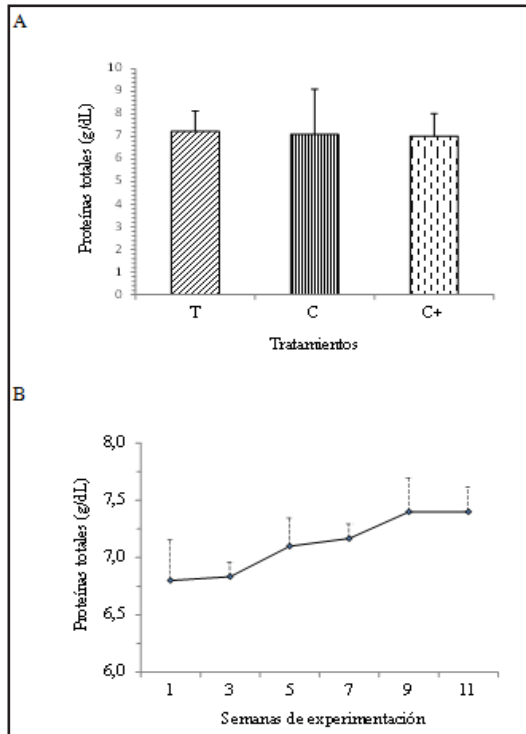 A
Proteínas totales (g/dL)
10
9
8
7
6
5
4
3
2
1
0
T C C+
Tratamientos
B
Proteínas totales (g/dL)
8,0
7,5
7,0
6,5
6,0
1 3 5 7 9 11
Semanas de experimentación